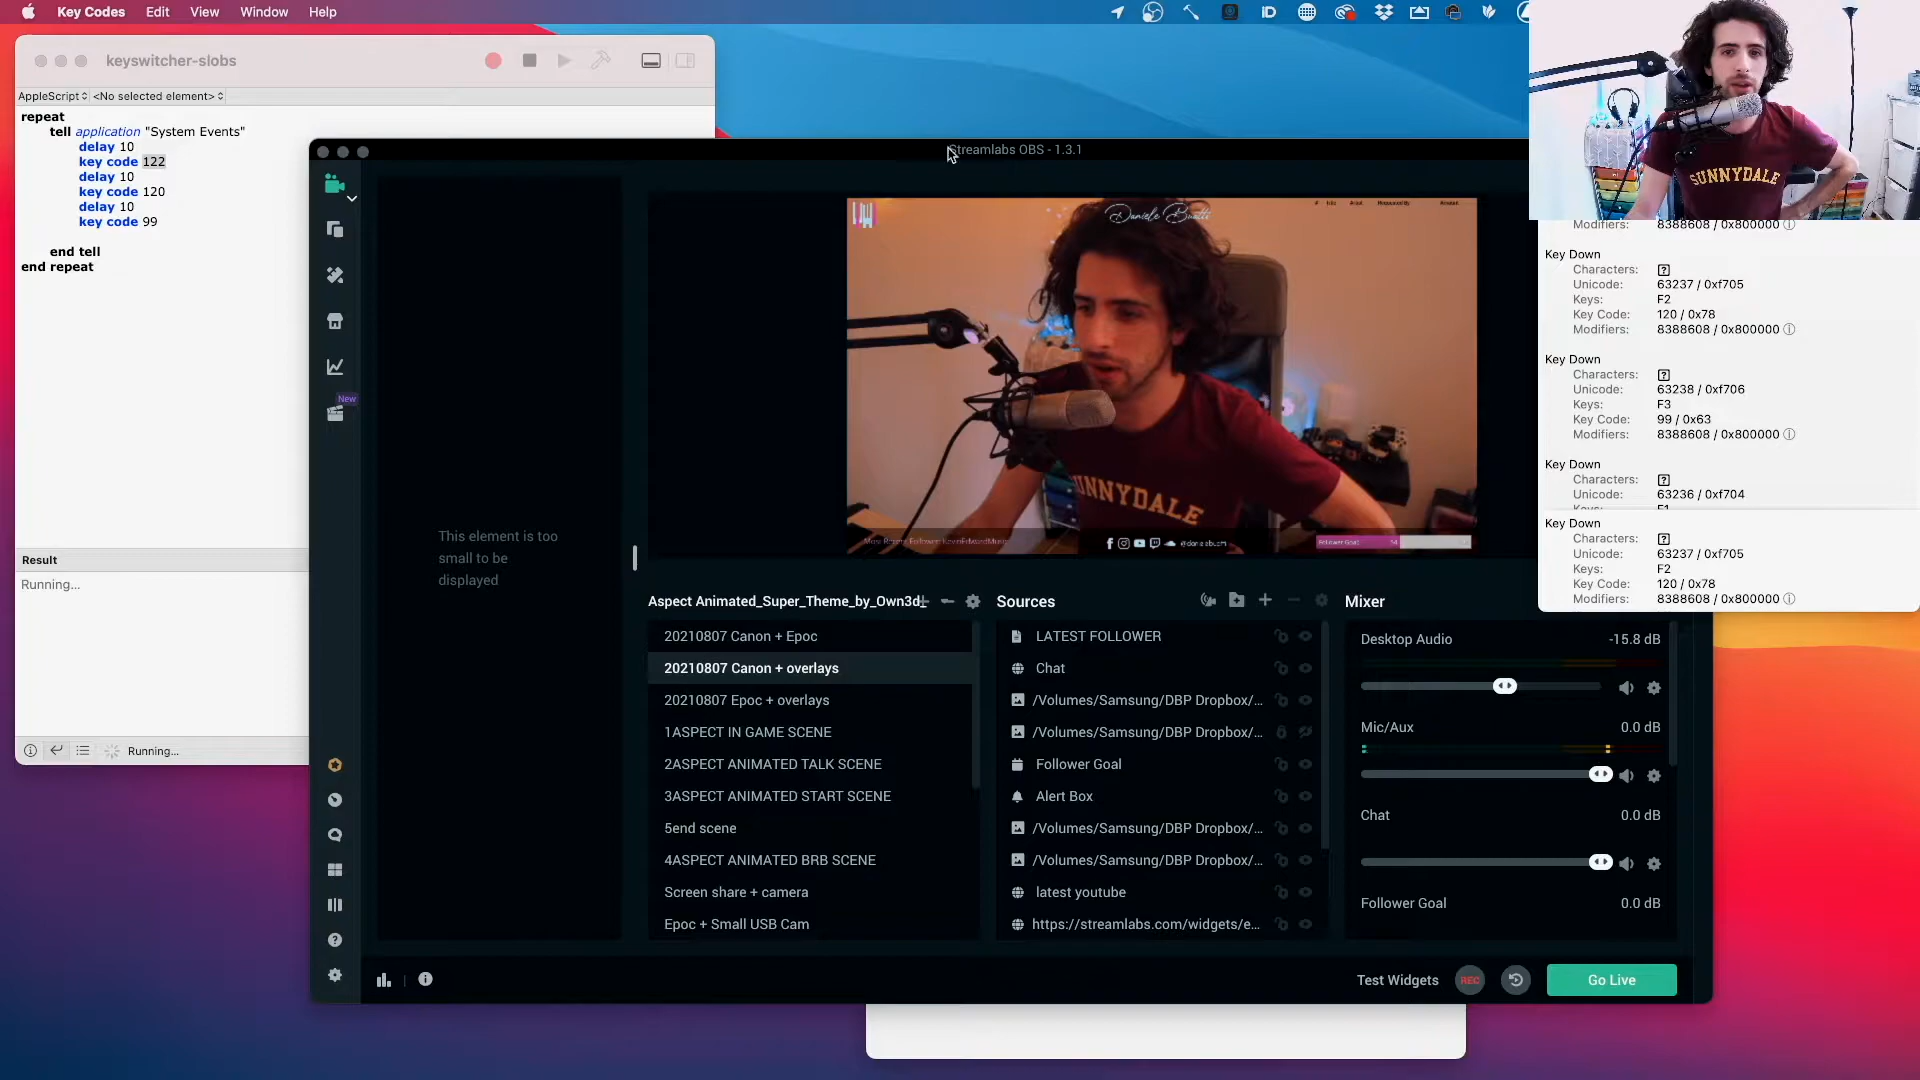 Key Codes Edit View Window Help
keyswitcher-slobs
AppleScript <No selected element>
repeat
tell application "System Events"
delay 10
key code 122
delay 10
key code 120
delay 10
key code 99
end tell
end repeat
Result
Running...
Running...
Streamlabs OBS - 1.3.1
New
This element is too
small to be
displayed
Daniele Buatti
SUNNYDALE
Aspect Animated_Super_Theme_by_Own3d
20210807 Canon + Epoc
20210807 Canon + overlays
20210807 Epoc + overlays
1ASPECT IN GAME SCENE
2ASPECT ANIMATED TALK SCENE
3ASPECT ANIMATED START SCENE
5end scene
4ASPECT ANIMATED BRB SCENE
Screen share + camera
Epoc + Small USB Cam
Sources
LATEST FOLLOWER
Chat
/Volumes/Samsung/DBP Dropbox/...
/Volumes/Samsung/DBP Dropbox/...
Follower Goal
Alert Box
/Volumes/Samsung/DBP Dropbox/...
/Volumes/Samsung/DBP Dropbox/...
latest youtube
https://streamlabs.com/widgets/e...
Mixer
Desktop Audio -15.8 dB
Mic/Aux 0.0 dB
Chat 0.0 dB
Follower Goal 0.0 dB
Test Widgets REC Go Live
SUNNYDALE
Modifiers: 8388608 / 0x800000
Key Down
Characters:
Unicode: 63237 / 0xf705
Keys: F2
Key Code: 120 / 0x78
Modifiers: 8388608 / 0x800000
Key Down
Characters:
Unicode: 63238 / 0xf706
Keys: F3
Key Code: 99 / 0x63
Modifiers: 8388608 / 0x800000
Key Down
Characters:
Unicode: 63236 / 0xf704
Keys: F1
Key Down
Characters:
Unicode: 63237 / 0xf705
Keys: F2
Key Code: 120 / 0x78
Modifiers: 8388608 / 0x800000